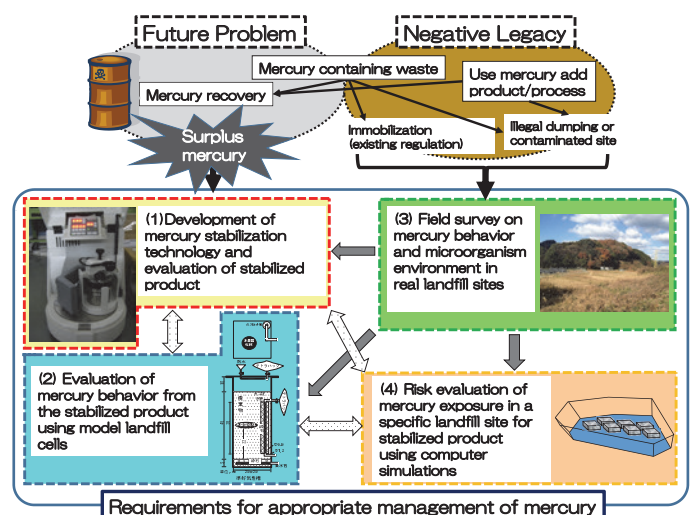 Future Problem
Negative Legacy
Mercury containing waste
Use mercury add
product/process
Mercury recovery
Immobilization
(existing regulation)
Illegal dumping or
contaminated site
Surplus
mercury
(1)Development of
mercury stabilization
technology and
evaluation of stabilized
product
(3) Field survey on
mercury behavior
and microorganism
environment in
real landfill sites
(2) Evaluation of
mercury behavior from
the stabilized product
using model landfill
cells
(4) Risk evaluation of
mercury exposure in a
specific landfill site for
stabilized product
using computer
simulations
Requirements for appropriate management of mercury